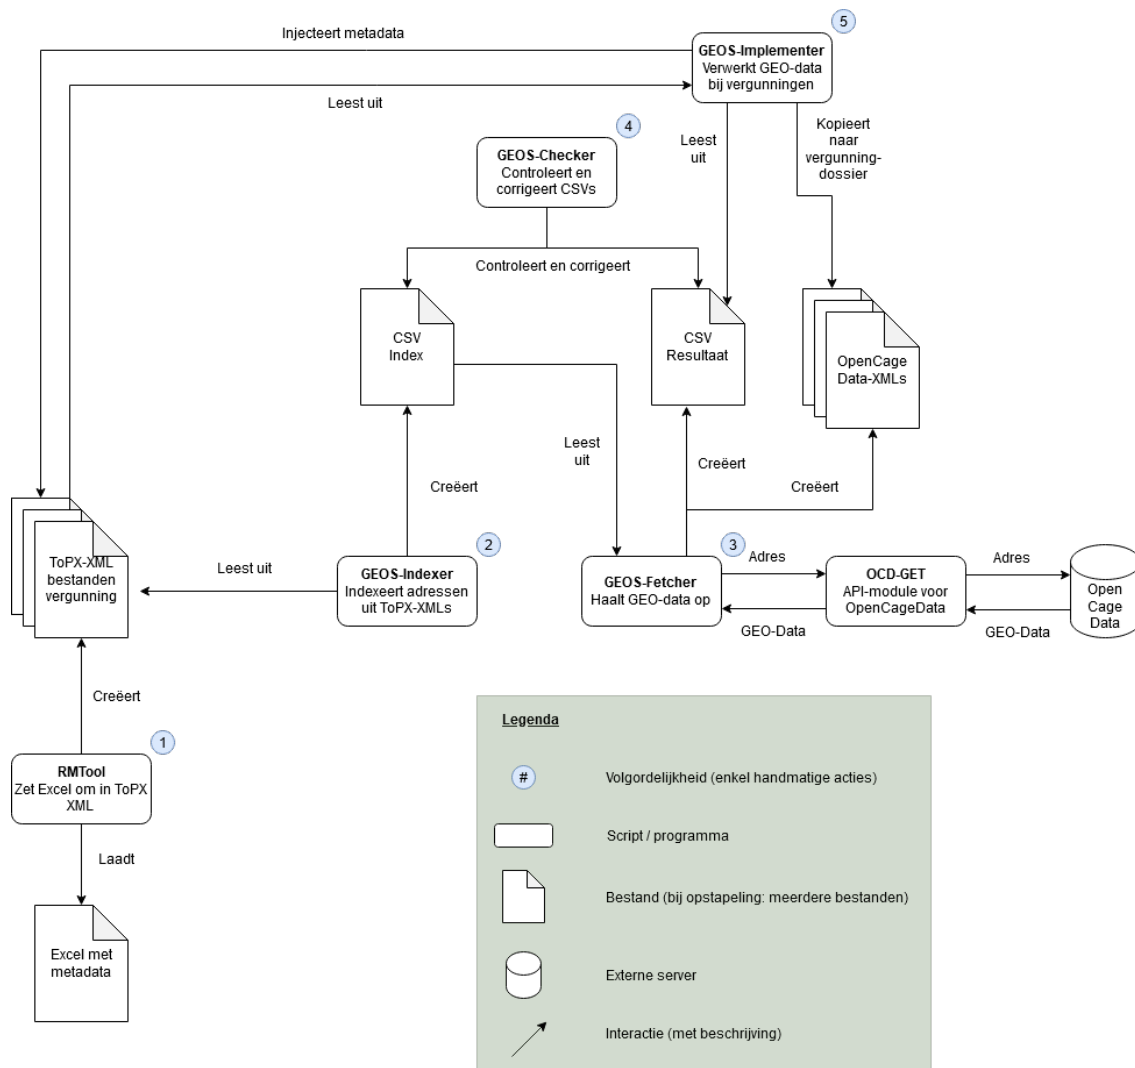 5
Injecteert metadata
GEOS-Implementer
Verwerkt GEO-data
bij vergunningen
Leest uit
4
GEOS-Checker
Controleert en
corrigeert CSVs
Leest
uit
Kopieert
naar
vergunning-
dossier
Controleert en corrigeert
CSV
Index
CSV
Resultaat
OpenCage
Data-XMLs
Leest
uit
Creëert
Creëert
Creëert
ToPX-XML
bestanden
vergunning
Leest uit
2
GEOS-Indexer
Indexeert adressen
uit ToPX-XMLs
3
GEOS-Fetcher
Haalt GEO-data op
Adres
GEO-Data
OCD-GET
API-module voor
OpenCageData
Adres
GEO-Data
Open
Cage
Data
Creëert
1
RMTool
Zet Excel om in ToPX
XML
Laadt
Excel met
metadata
Legenda
#
Volgordelijkheid (enkel handmatige acties)
Script / programma
Bestand (bij opstapeling: meerdere bestanden)
Externe server
Interactie (met beschrijving)